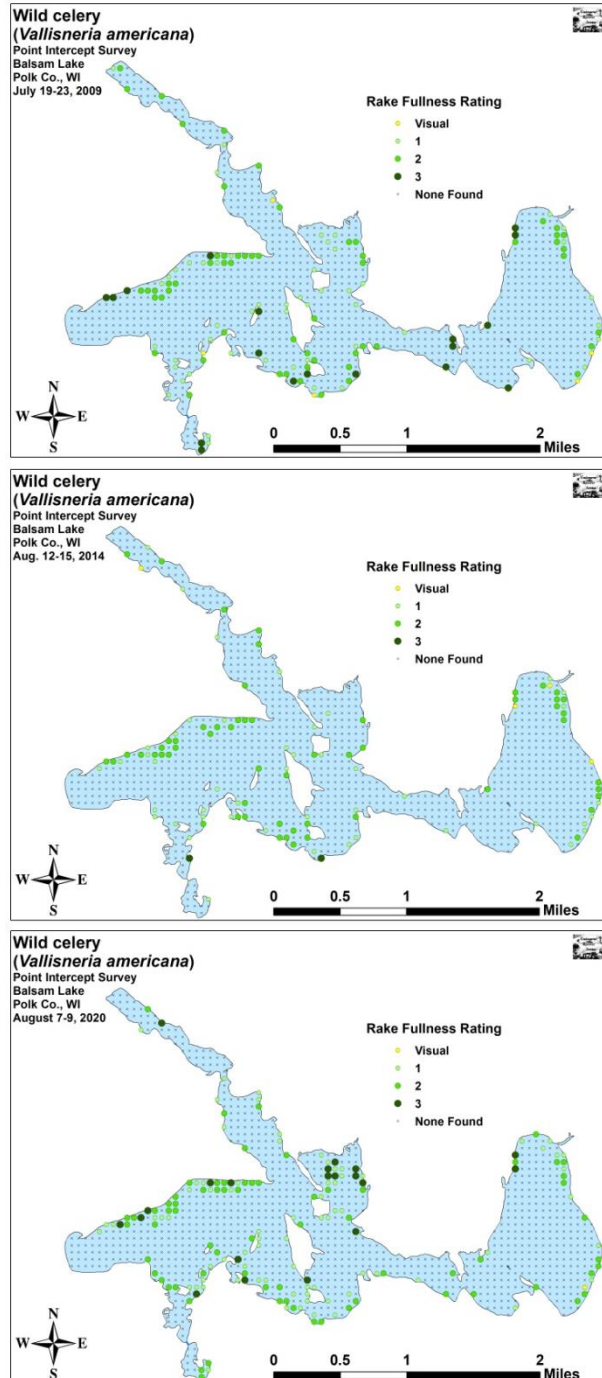 Wild celery
(Vallisneria americana)
Point Intercept Survey
Balsam Lake
Polk Co., WI
July 19-23, 2009
Rake Fullness Rating
Visual
1
2
3
None Found
N
W E
S
0 0.5 1 2
Miles
Wild celery
(Vallisneria americana)
Point Intercept Survey
Balsam Lake
Polk Co., WI
Aug. 12-15, 2014
Rake Fullness Rating
Visual
1
2
3
None Found
N
W E
S
0 0.5 1 2
Miles
Wild celery
(Vallisneria americana)
Point Intercept Survey
Balsam Lake
Polk Co., WI
August 7-9, 2020
Rake Fullness Rating
Visual
1
2
3
None Found
N
W E
S
0 0.5 1 2
Miles